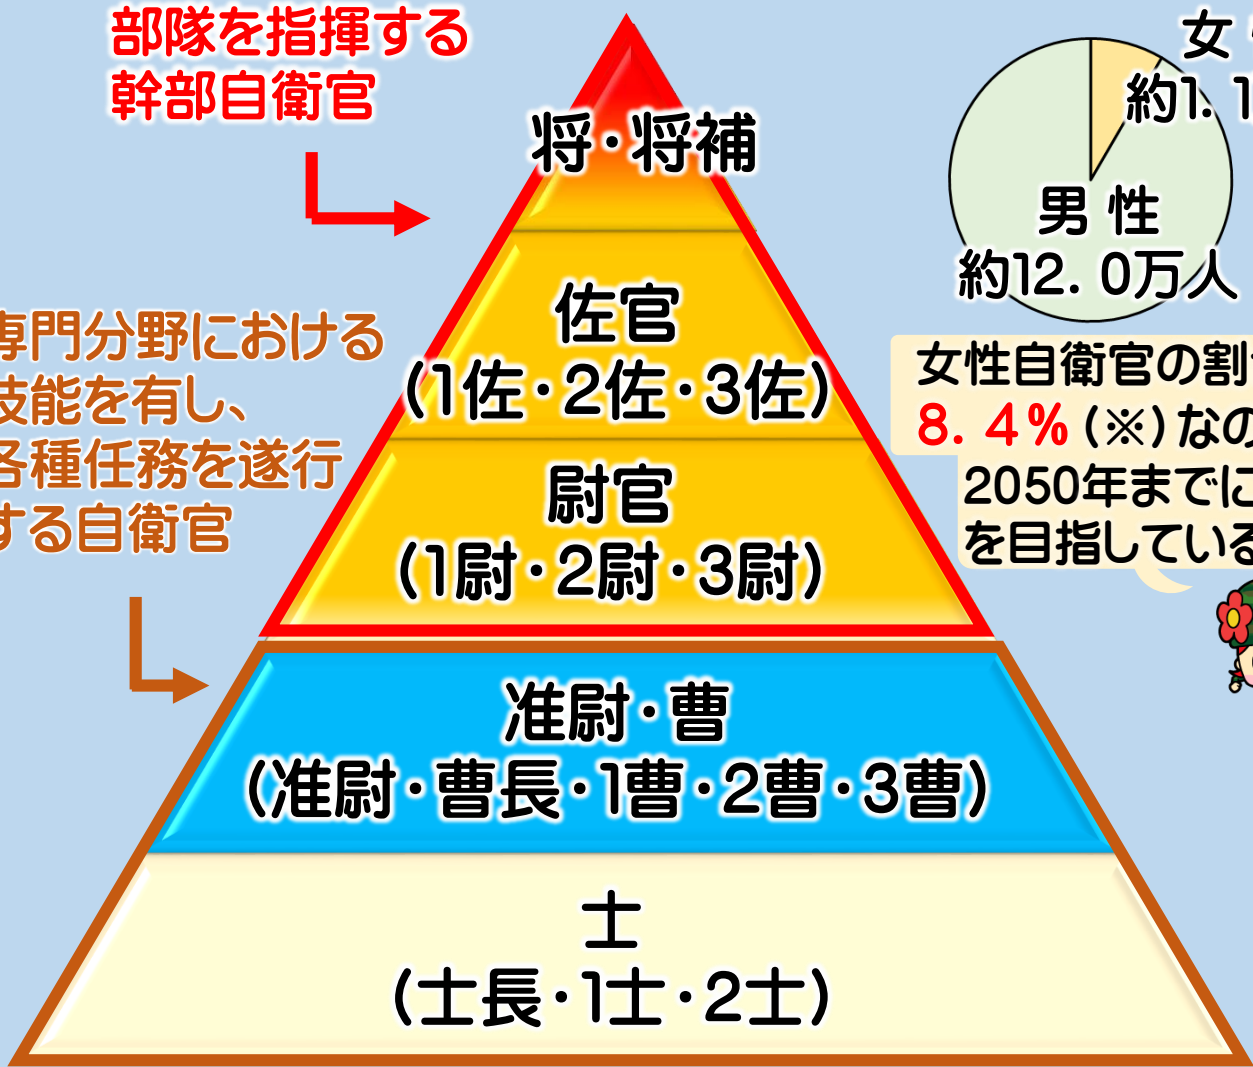 部隊を指揮する
幹部自衛官
将・将補
佐官
(1佐・2佐・3佐)
尉官
(1尉・2尉・3尉)
専門分野における
技能を有し、
各種任務を遂行
する自衛官
准尉・曹
(准尉・曹長・1曹・2曹・3曹)
士
(士長・1士・2士)
女
約1. 1
男 性
約12. 0万人
女性自衛官の割
8. 4% (※) なの
2050年までに
を目指している